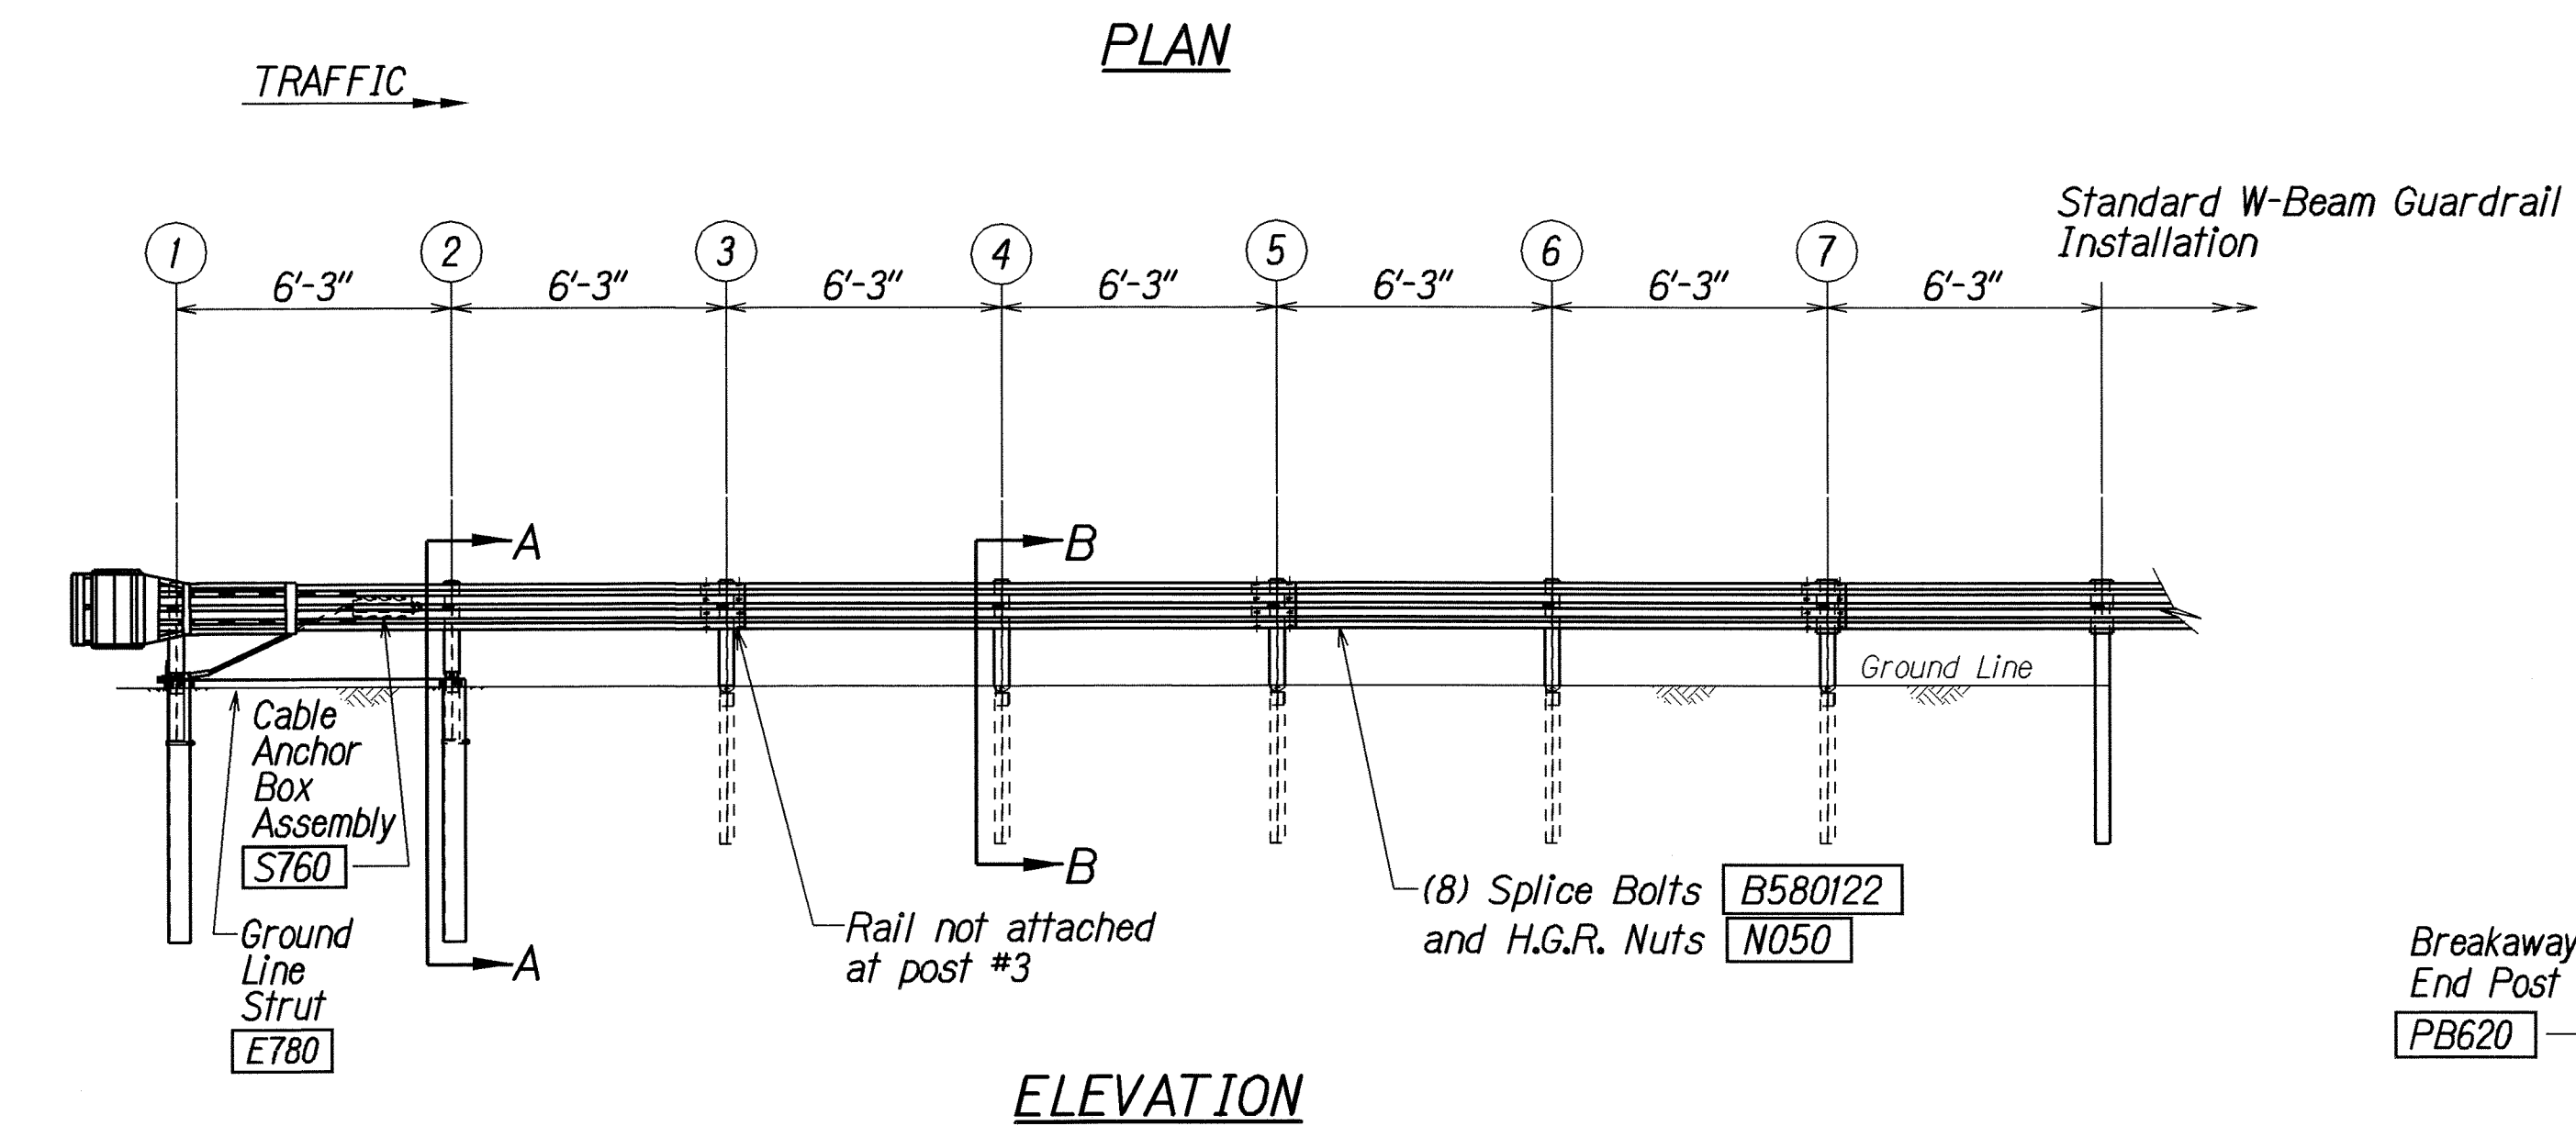 PLAN
TRAFFIC
Standard W-Beam Guardrail
Installation
1 2 3 4 5 6 7
6'-3" 6'-3" 6'-3" 6'-3" 6'-3" 6'-3" 6'-3"
A B
Ground Line
Cable
Anchor
Box
Assembly
S760
Ground
Line
Strut
E780
A
B
Rail not attached
at post #3
(8) Splice Bolts B580122
and H.G.R. Nuts N050
Breakaway
End Post
PB620
ELEVATION